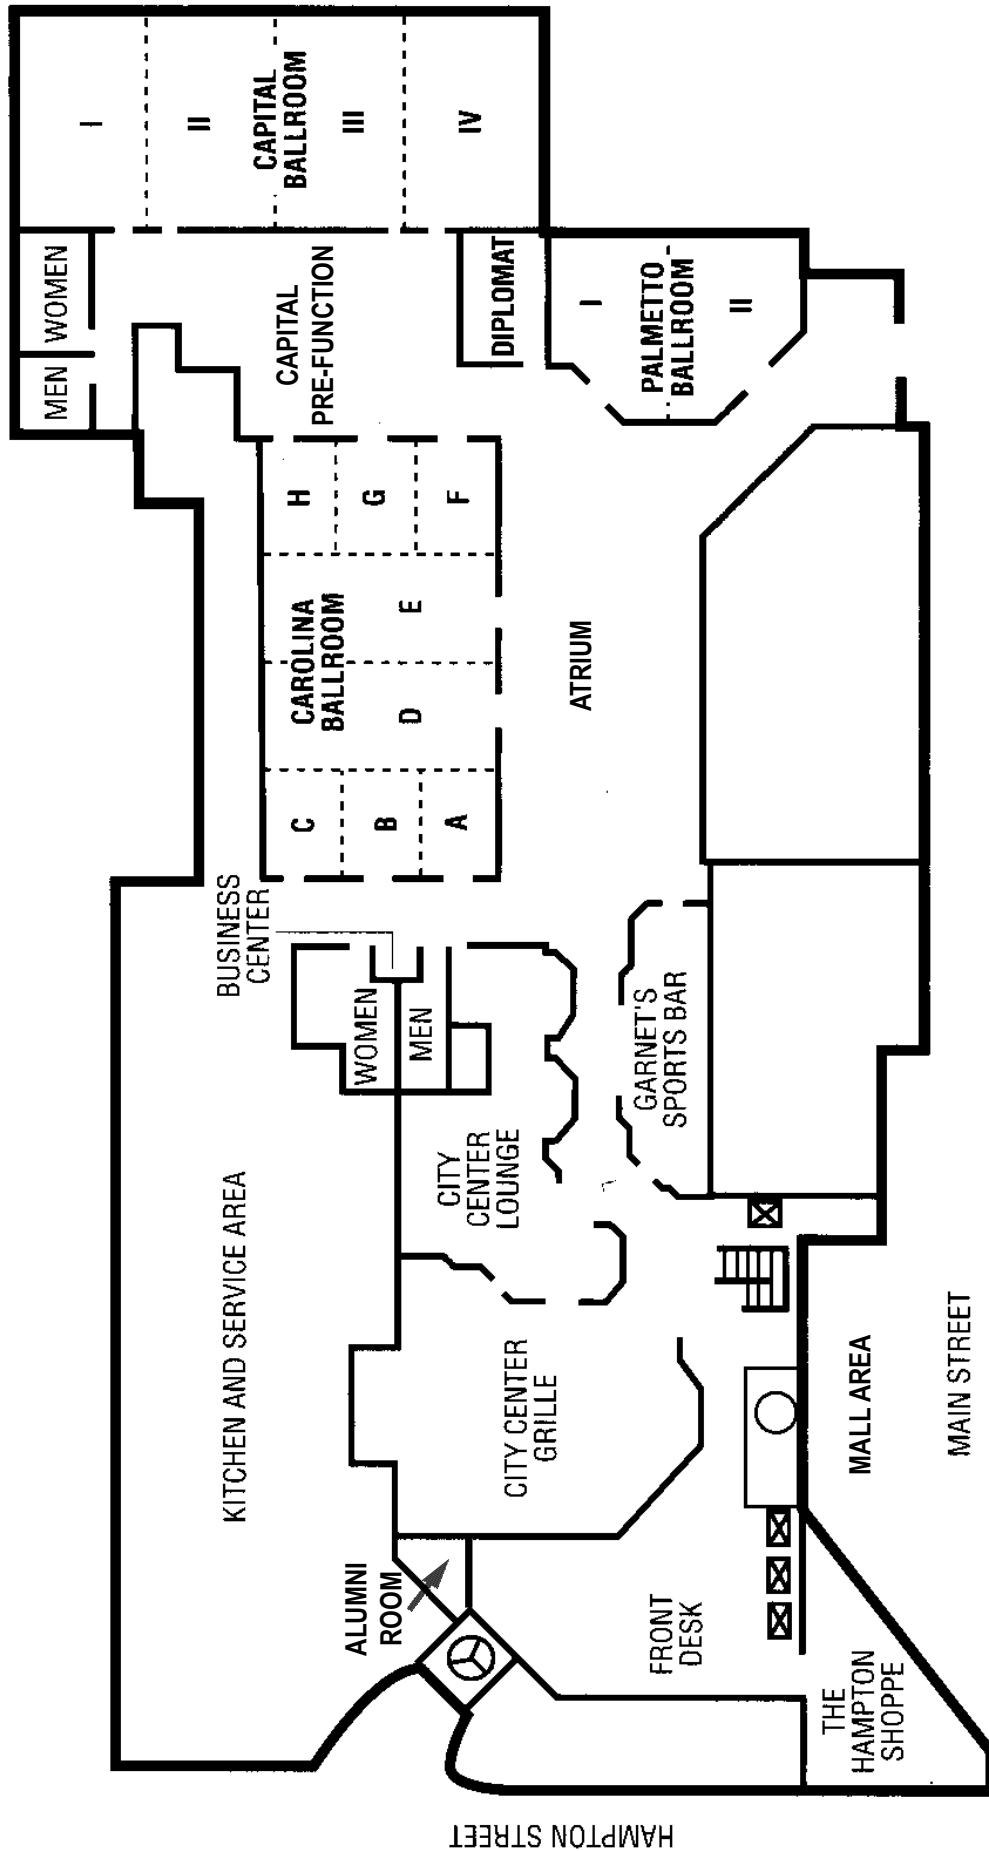 HAMPTON STREET
KITCHEN AND SERVICE AREA
ALUMNI
ROOM
FRONT
DESK
THE
HAMPTON
SHOPPE
CITY CENTER
GRILLE
MALL AREA
MAIN STREET
CITY
CENTER
LOUNGE
WOMEN
MEN
BUSINESS
CENTER
GARNET'S
SPORTS BAR
CAROLINA
BALLROOM
C
B
A
D
E
H
G
F
ATRIUM
CAPITAL
PRE-FUNCTION
MEN
WOMEN
DIPLOMAT
PALMETTO
BALLROOM
I
II
CAPITAL
BALLROOM
I
II
III
IV